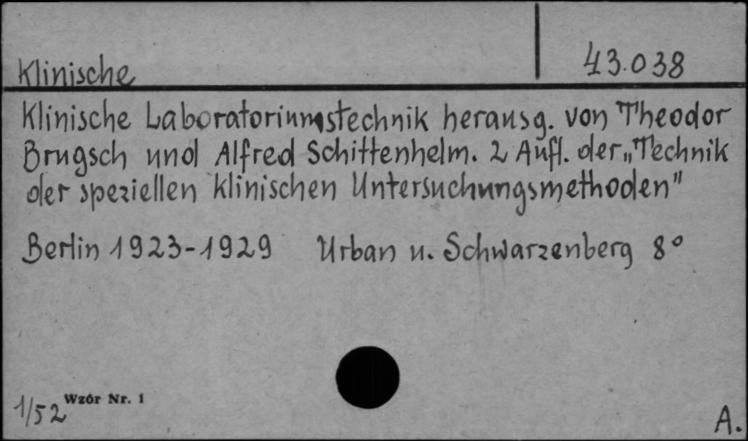 Klinische 43.038
Klinische Laboratoriumstechnik herausg. von Theodor
Brugsch und Alfred Schittenhelm. 2 Aufl. der „Technik
der speziellen klinischen Untersuchungsmethoden"
Berlin 1923-1929 Urban u. Schwarzenberg 8°
1/52 Wzór Nr. 1
A.